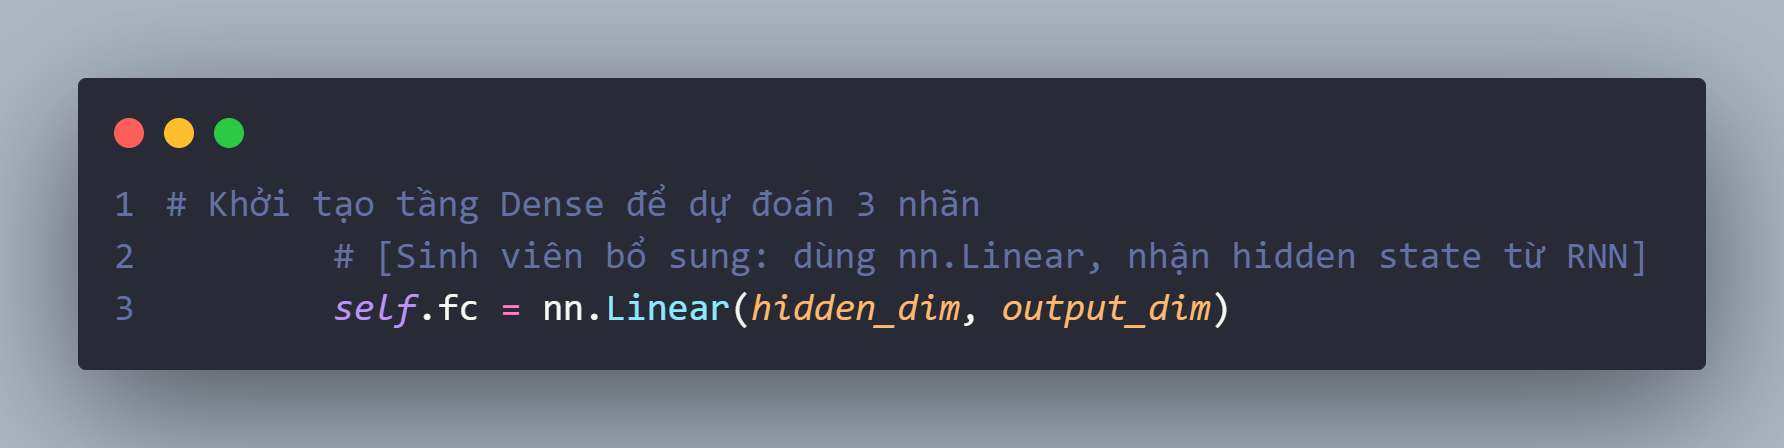 1 # Khởi tạo tầng Dense để dự đoán 3 nhãn
2 # [Sinh viên bổ sung: dùng nn.Linear, nhận hidden state từ RNN]
3 self.fc = nn.Linear(hidden_dim, output_dim)